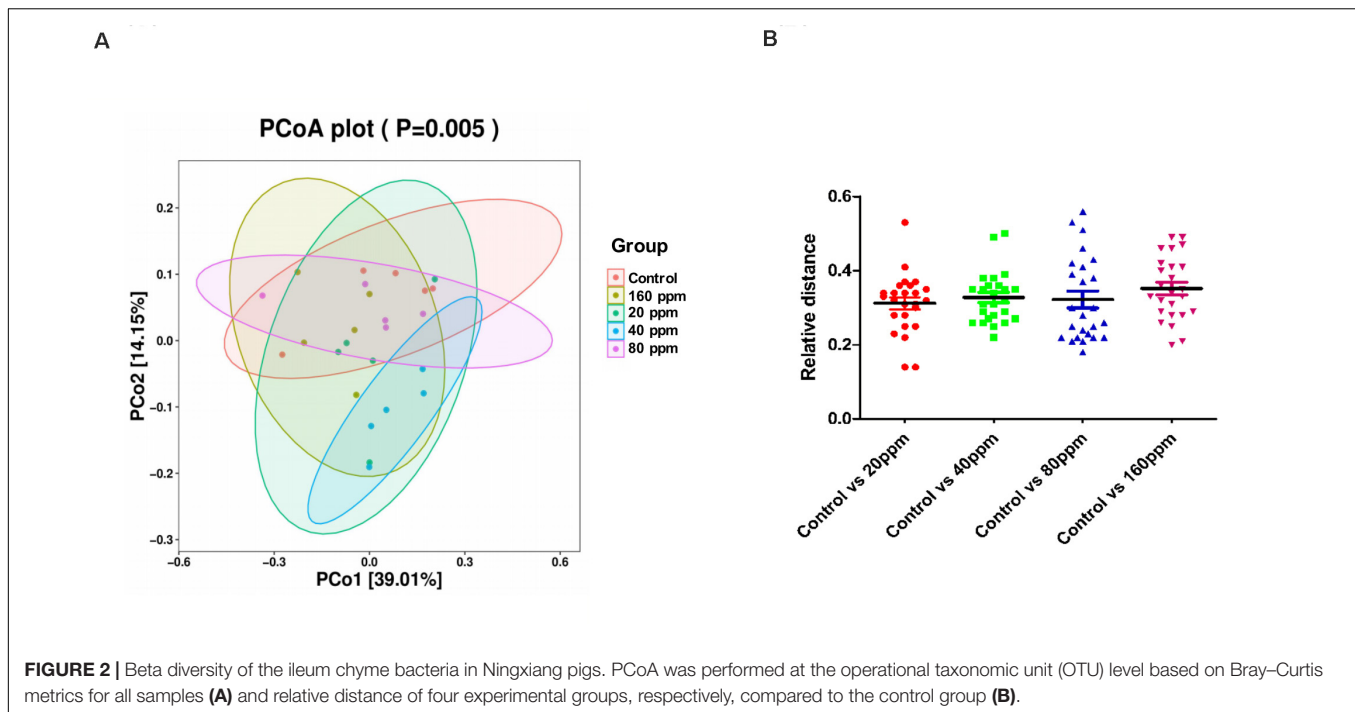 A
B
PCoA plot ( P=0.005 )
0.2
0.1
0.0
−0.1
−0.2
−0.3
PCo2 [14.15%]
−0.6
−0.3
0.0
0.3
0.6
PCo1 [39.01%]
Group
Control
160 ppm
20 ppm
40 ppm
80 ppm
0.6
0.4
0.2
0.0
Relative distance
Control vs 20ppm
Control vs 40ppm
Control vs 80ppm
Control vs 160ppm
FIGURE 2 | Beta diversity of the ileum chyme bacteria in Ningxiang pigs. PCoA was performed at the operational taxonomic unit (OTU) level based on Bray–Curtis
metrics for all samples (A) and relative distance of four experimental groups, respectively, compared to the control group (B).